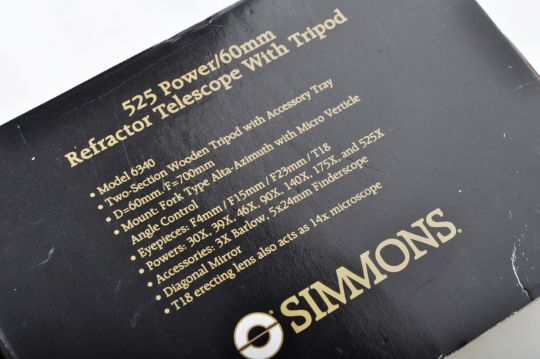 525 Power/60mm
Refractor Telescope With Tripod
• Model 6340
• Two-Section Wooden Tripod with Accessory Tray
• D=60mm/F=700mm
• Mount: Fork Type Alta-Azimuth with Micro Verticle
Angle Control
• Eyepieces: F4mm / F15mm / F23mm / T18
• Powers: 30X, 39X, 46X, 90X, 140X, 175X, and 525X
• Accessories: 3X Barlow, 5x24mm Finderscope
• Diagonal Mirror
• T18 erecting lens also acts as 14x microscope
SIMMONS.